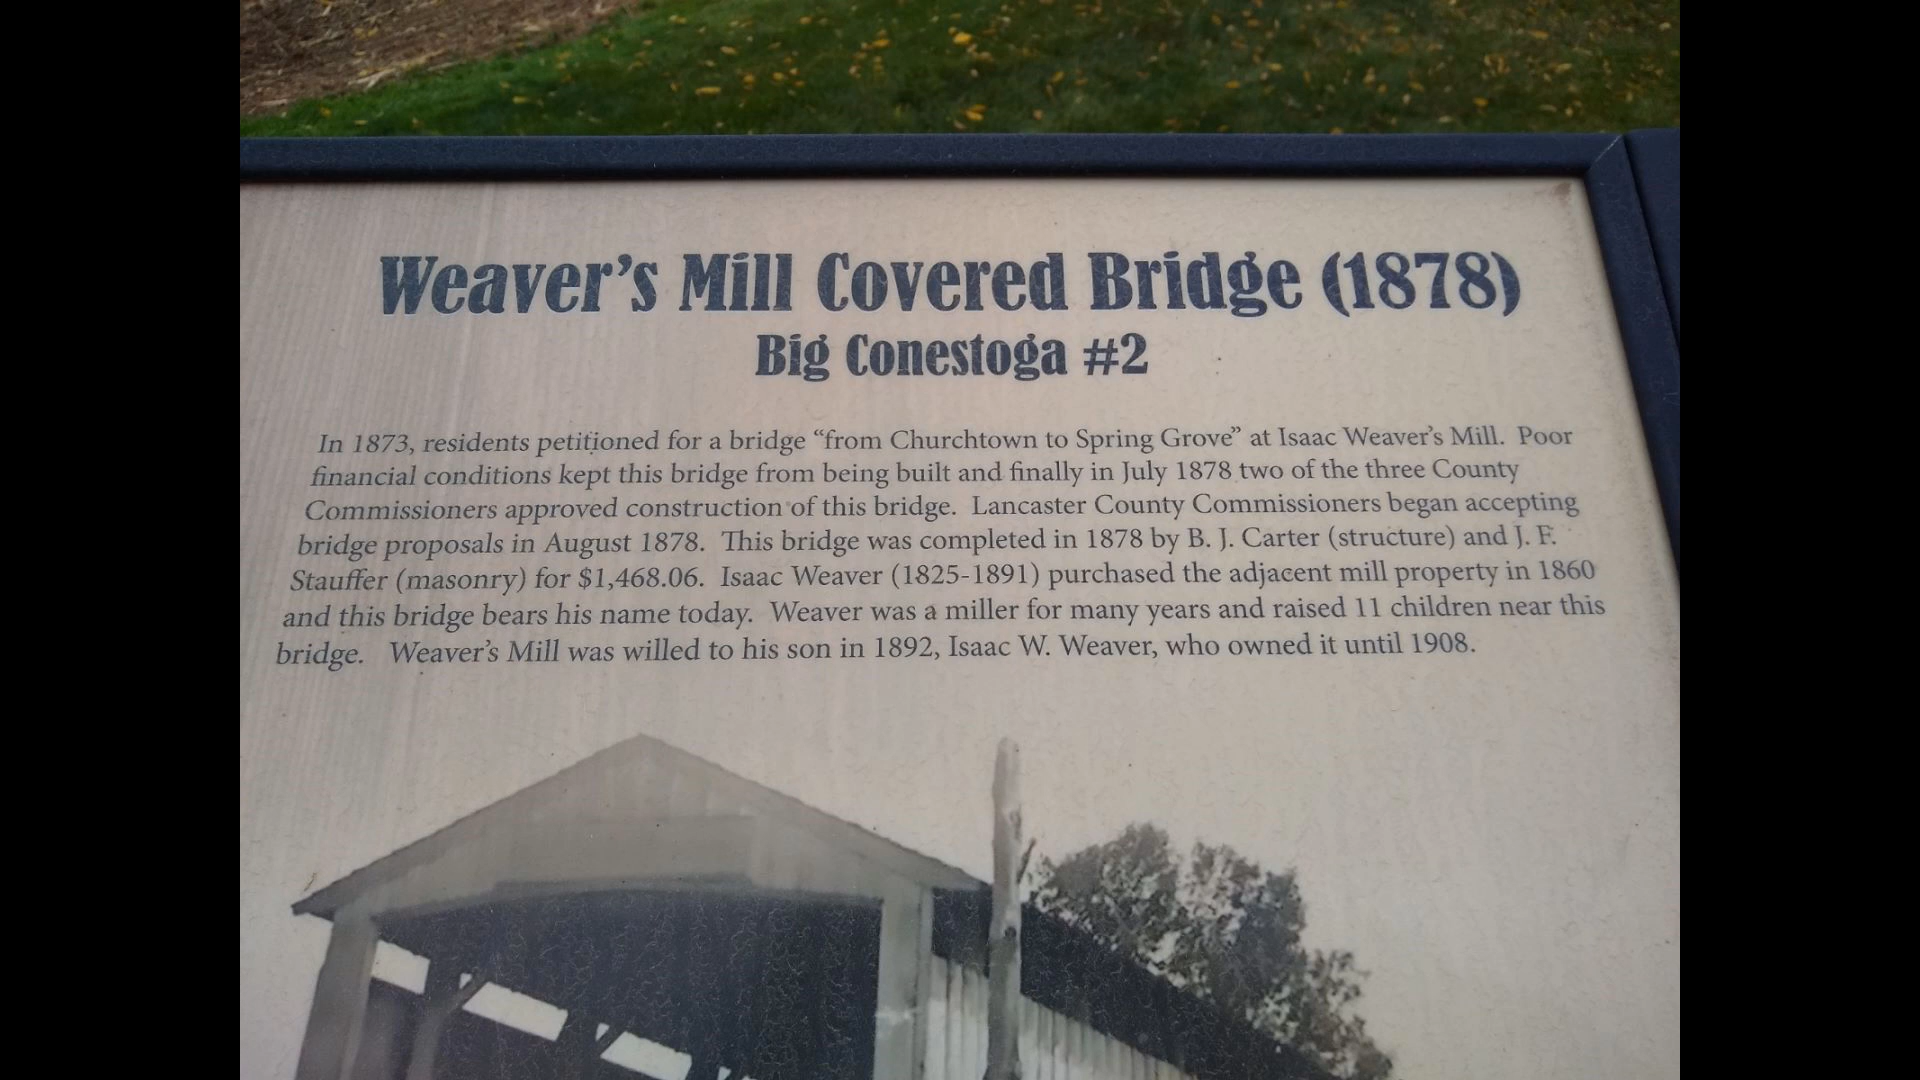 Weaver's Mill Covered Bridge (1878)
Big Conestoga #2
In 1873, residents petitioned for a bridge “from Churchtown to Spring Grove” at Isaac Weaver's Mill. Poor
financial conditions kept this bridge from being built and finally in July 1878 two of the three County
Commissioners approved construction of this bridge. Lancaster County Commissioners began accepting
bridge proposals in August 1878. This bridge was completed in 1878 by B. J. Carter (structure) and J. F.
Stauffer (masonry) for $1,468.06. Isaac Weaver (1825-1891) purchased the adjacent mill property in 1860
and this bridge bears his name today. Weaver was a miller for many years and raised 11 children near this
bridge. Weaver's Mill was willed to his son in 1892, Isaac W. Weaver, who owned it until 1908.